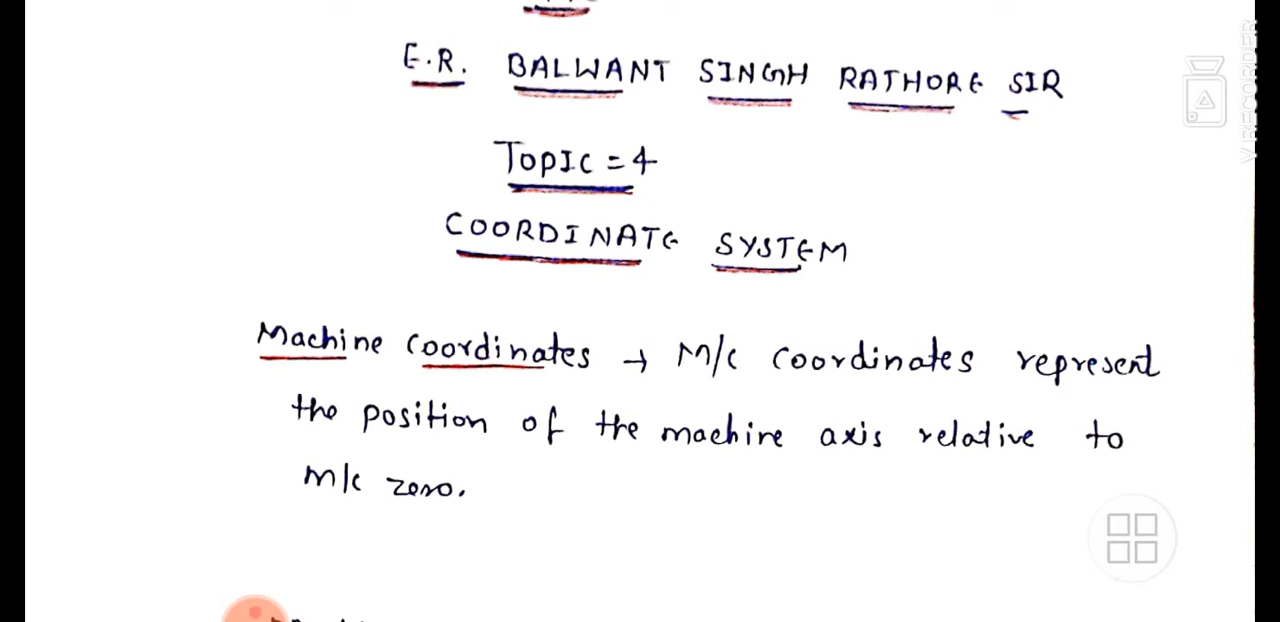 E.R. BALWANT SINGH RATHORE SIR
TOPIC = 4
COORDINATE SYSTEM
Machine Coordinates → M/c coordinates represent
the position of the machine axis relative to
m/c zero.
V RECORDER